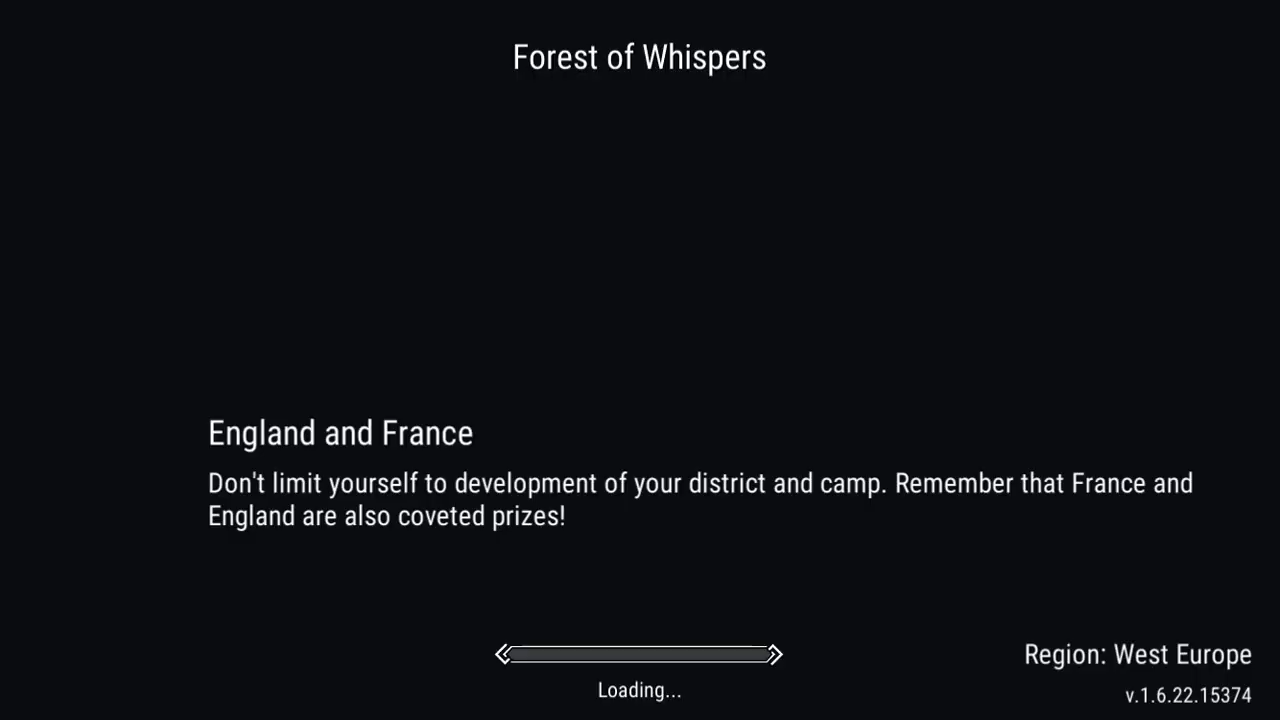 Forest of Whispers
England and France
Don't limit yourself to development of your district and camp. Remember that France and
England are also coveted prizes!
Region: West Europe
Loading...
v.1.6.22.15374